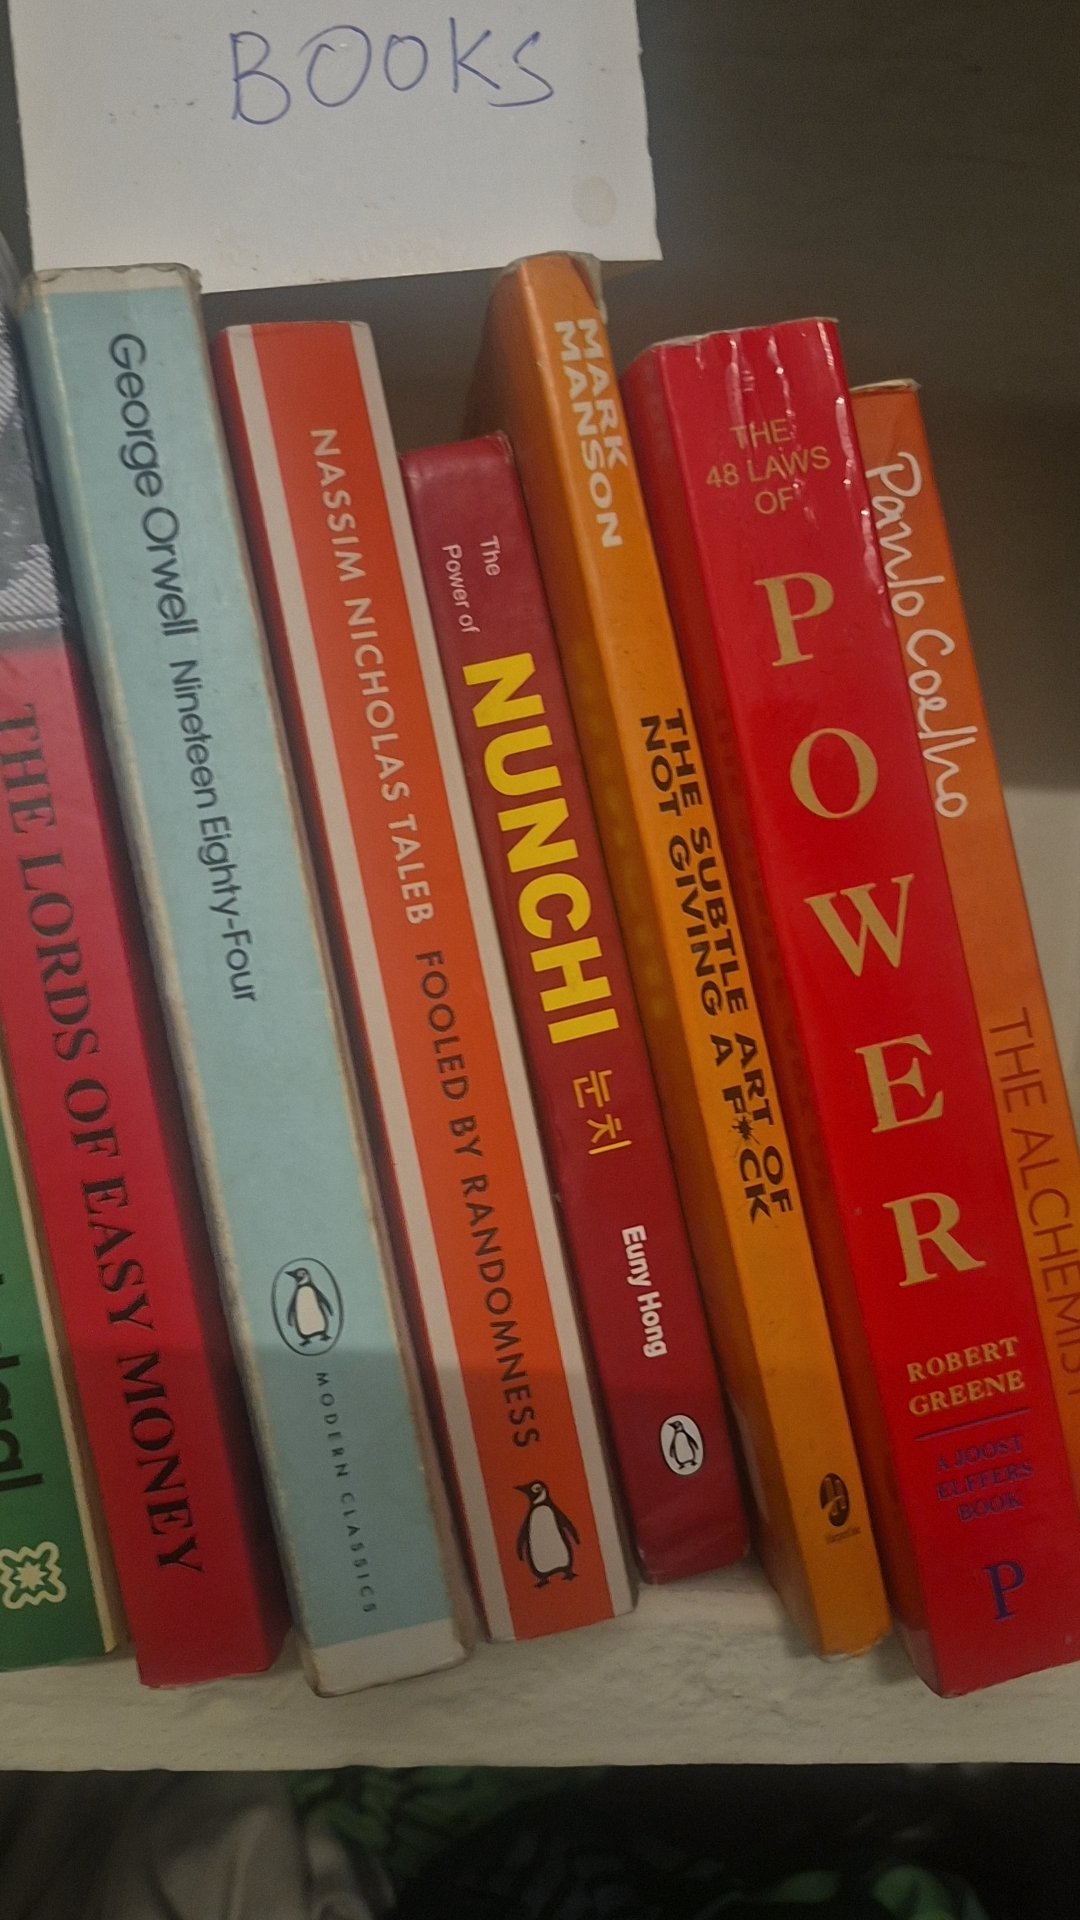 BOOKS
THE LORDS OF EASY MONEY
George Orwell Nineteen Eighty-Four
MODERN CLASSICS
NASSIM NICHOLAS TALEB FOOLED BY RANDOMNESS
The
Power of
NUNCHI 눈치
Euny Hong
MARK
MANSON
THE SUBTLE ART OF
NOT GIVING A F*CK
THE
48 LAWS
OF
POWER
ROBERT
GREENE
A JOOST
ELFFERS
BOOK
P
Paulo Coelho
THE ALCHEMIST